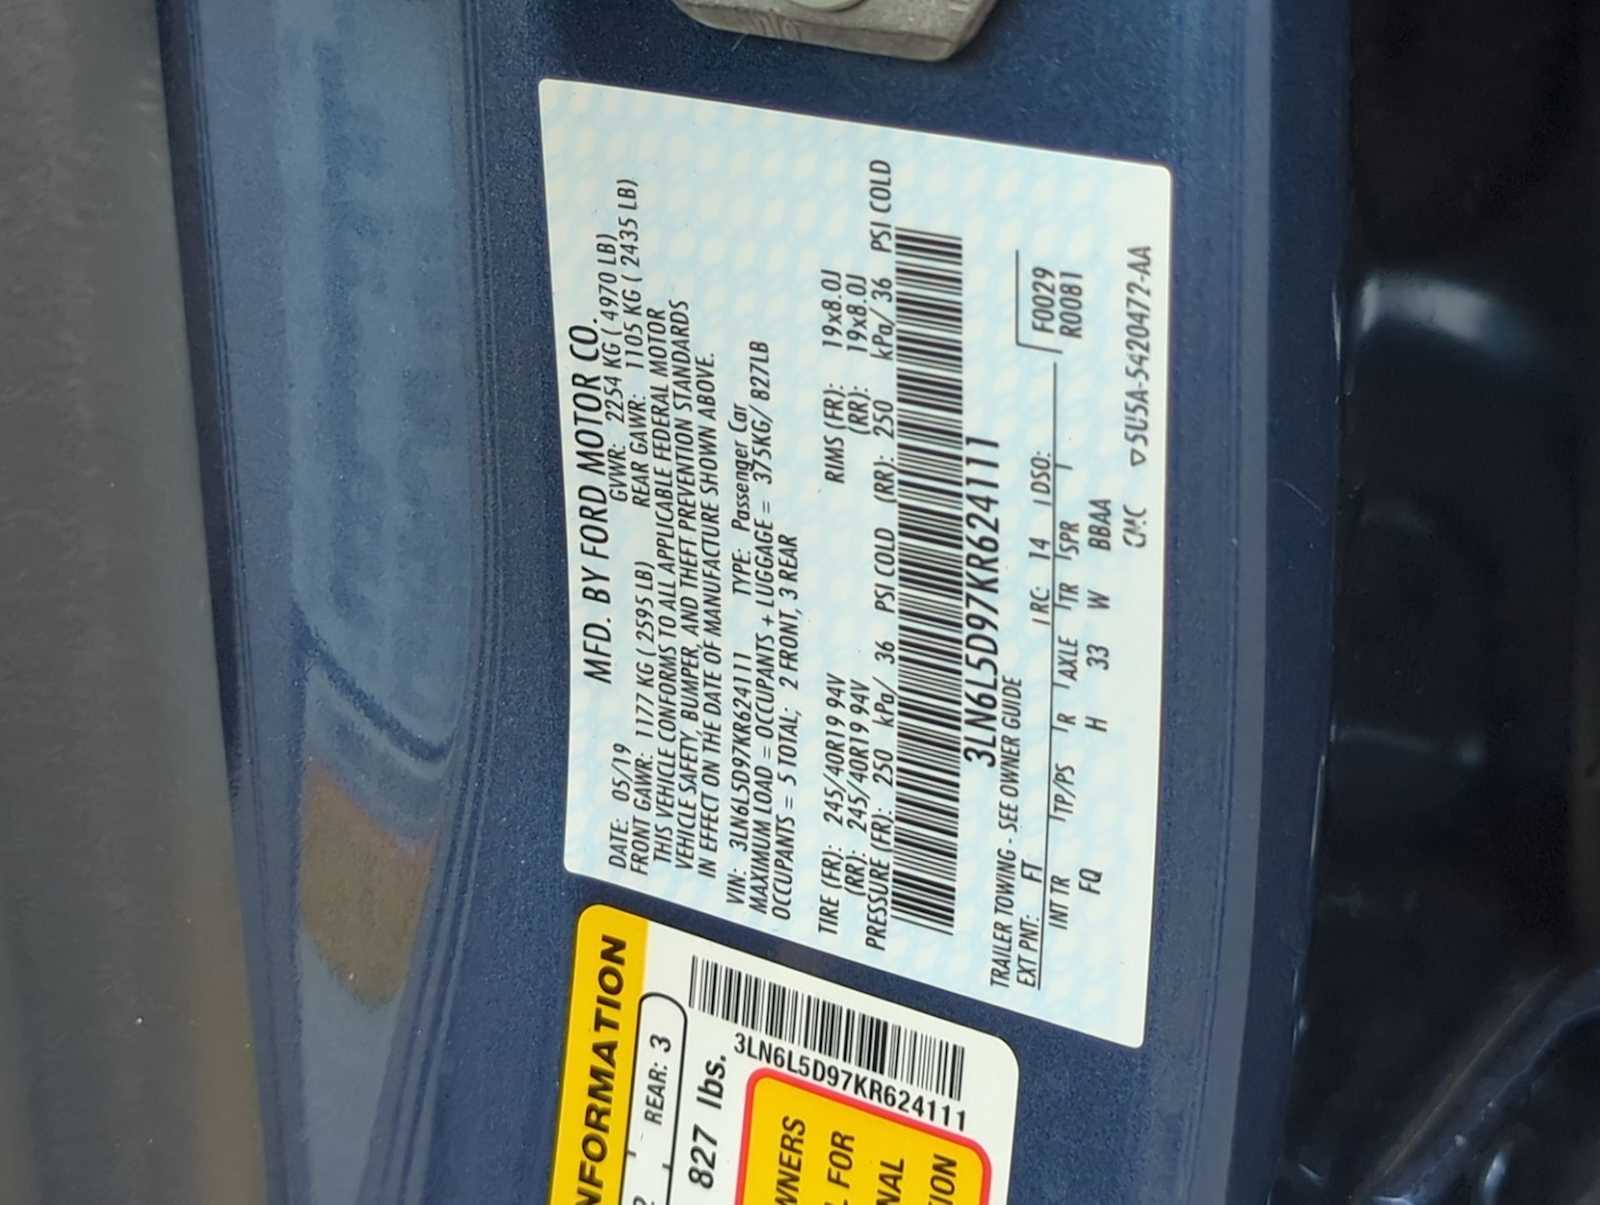 MFD. BY FORD MOTOR CO.
DATE: 05/19 GVWR: 2254 KG ( 4970 LB)
FRONT GAWR: 1177 KG ( 2595 LB) REAR GAWR: 1105 KG ( 2435 LB)
THIS VEHICLE CONFORMS TO ALL APPLICABLE FEDERAL MOTOR
VEHICLE SAFETY, BUMPER, AND THEFT PREVENTION STANDARDS
IN EFFECT ON THE DATE OF MANUFACTURE SHOWN ABOVE.
VIN: 3LN6L5D97KR624111 TYPE: Passenger Car
MAXIMUM LOAD = OCCUPANTS + LUGGAGE = 375KG/ 827LB
OCCUPANTS = 5 TOTAL; 2 FRONT, 3 REAR
TIRE (FR): 245/40R19 94V RIMS (FR): 19x8.0J
(RR): 245/40R19 94V (RR): 19x8.0J
PRESSURE (FR): 250 kPa/ 36 PSI COLD (RR): 250 kPa/ 36 PSI COLD
3LN6L5D97KR624111
TRAILER TOWING - SEE OWNER GUIDE
EXT PNT: FT RC: 14 DSO: F0029
INT TR TP/PS R AXLE TR SPR R0081
FQ H 33 W BBAA
CMC ▽5U5A-5420472-AA
NFORMATION
REAR: 3
827 lbs.
3LN6L5D97KR624111
WNERS
FOR
NAL
TION